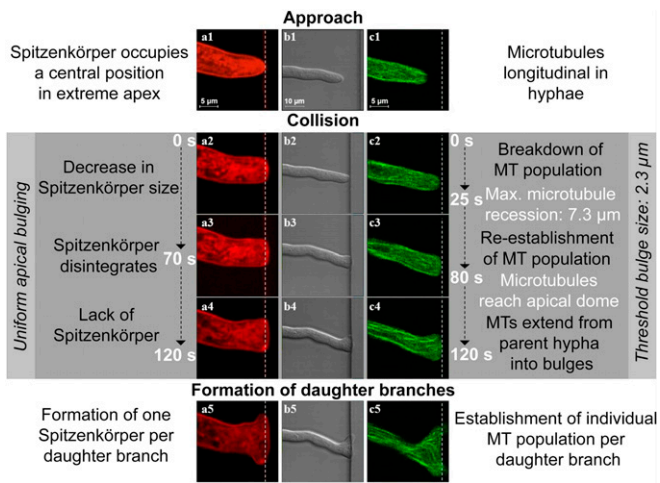 Approach
Spitzenkörper occupies
a central position
in extreme apex
a1
5 µm
b1
10 µm
c1
5 µm
Microtubules
longitudinal in
hyphae
Collision
Uniform apical bulging
0 s
Decrease in
Spitzenkörper size
Spitzenkörper
disintegrates
70 s
Lack of
Spitzenkörper
120 s
a2
b2
c2
a3
b3
c3
a4
b4
c4
0 s
Breakdown of
MT population
25 s
Max. microtubule
recession: 7.3 µm
Re-establishment
of MT population
80 s
Microtubules
reach apical dome
MTs extend from
parent hypha
into bulges
120 s
Threshold bulge size: 2.3 µm
Formation of daughter branches
Formation of one
Spitzenkörper per
daughter branch
a5
b5
c5
Establishment of individual
MT population per
daughter branch